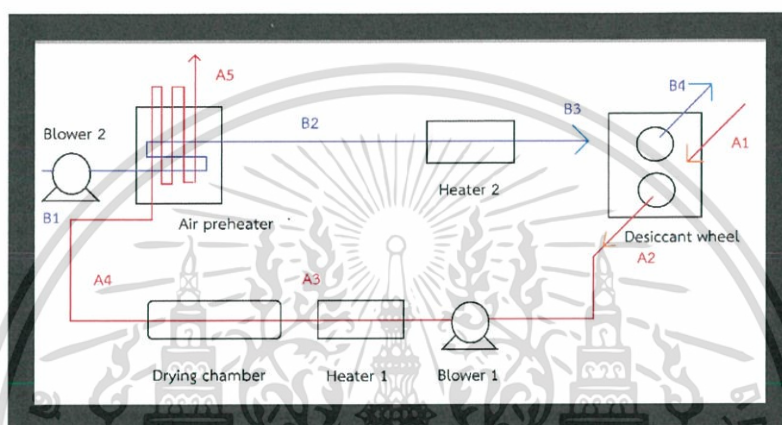 A5
B4
B3
Blower 2
B2
A1
Heater 2
B1
Air preheater
Desiccant wheel
A2
A4
A3
Drying chamber
Heater 1
Blower 1